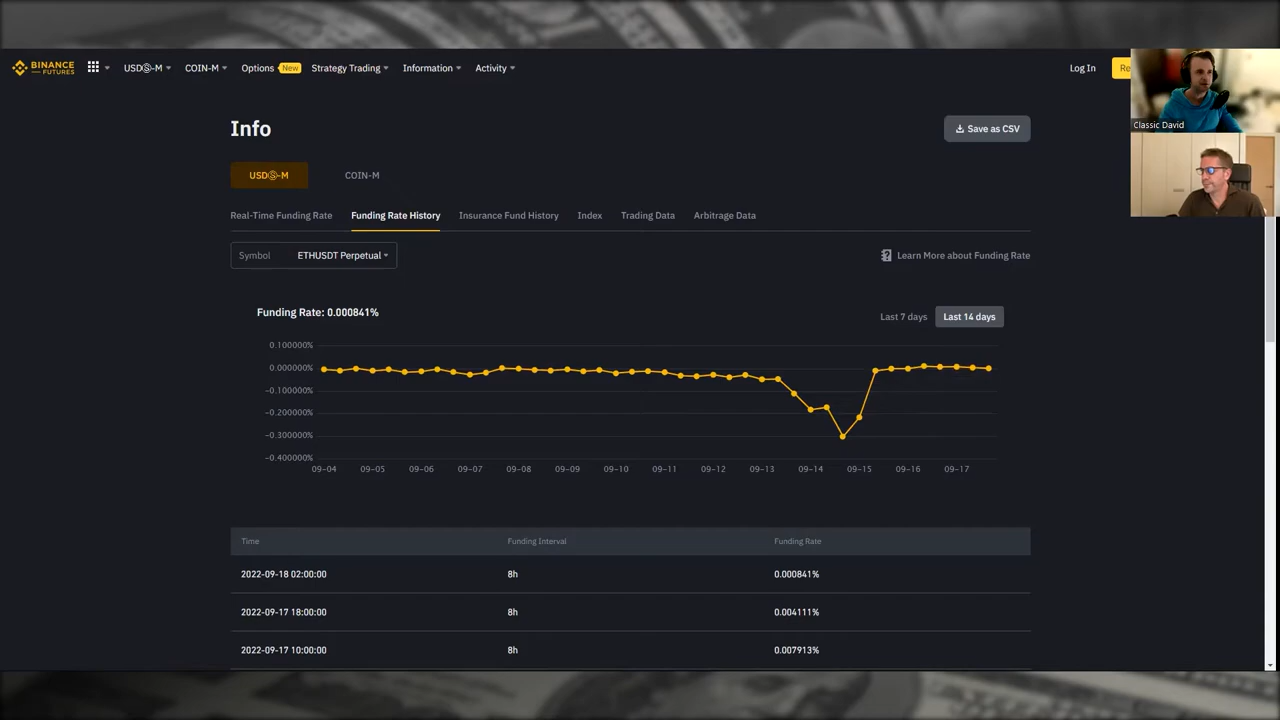 BINANCE FUTURES
USDⓈ-M
COIN-M
Options New
Strategy Trading
Information
Activity
Log In
Re
Classic David
Info
Save as CSV
USDⓈ-M
COIN-M
Real-Time Funding Rate
Funding Rate History
Insurance Fund History
Index
Trading Data
Arbitrage Data
Symbol
ETHUSDT Perpetual
Learn More about Funding Rate
Funding Rate: 0.000841%
Last 7 days
Last 14 days
0.100000%
0.000000%
-0.100000%
-0.200000%
-0.300000%
-0.400000%
09-04 09-05 09-06 09-07 09-08 09-09 09-10 09-11 09-12 09-13 09-14 09-15 09-16 09-17
Time Funding Interval Funding Rate
2022-09-18 02:00:00 8h 0.000841%
2022-09-17 18:00:00 8h 0.004111%
2022-09-17 10:00:00 8h 0.007913%